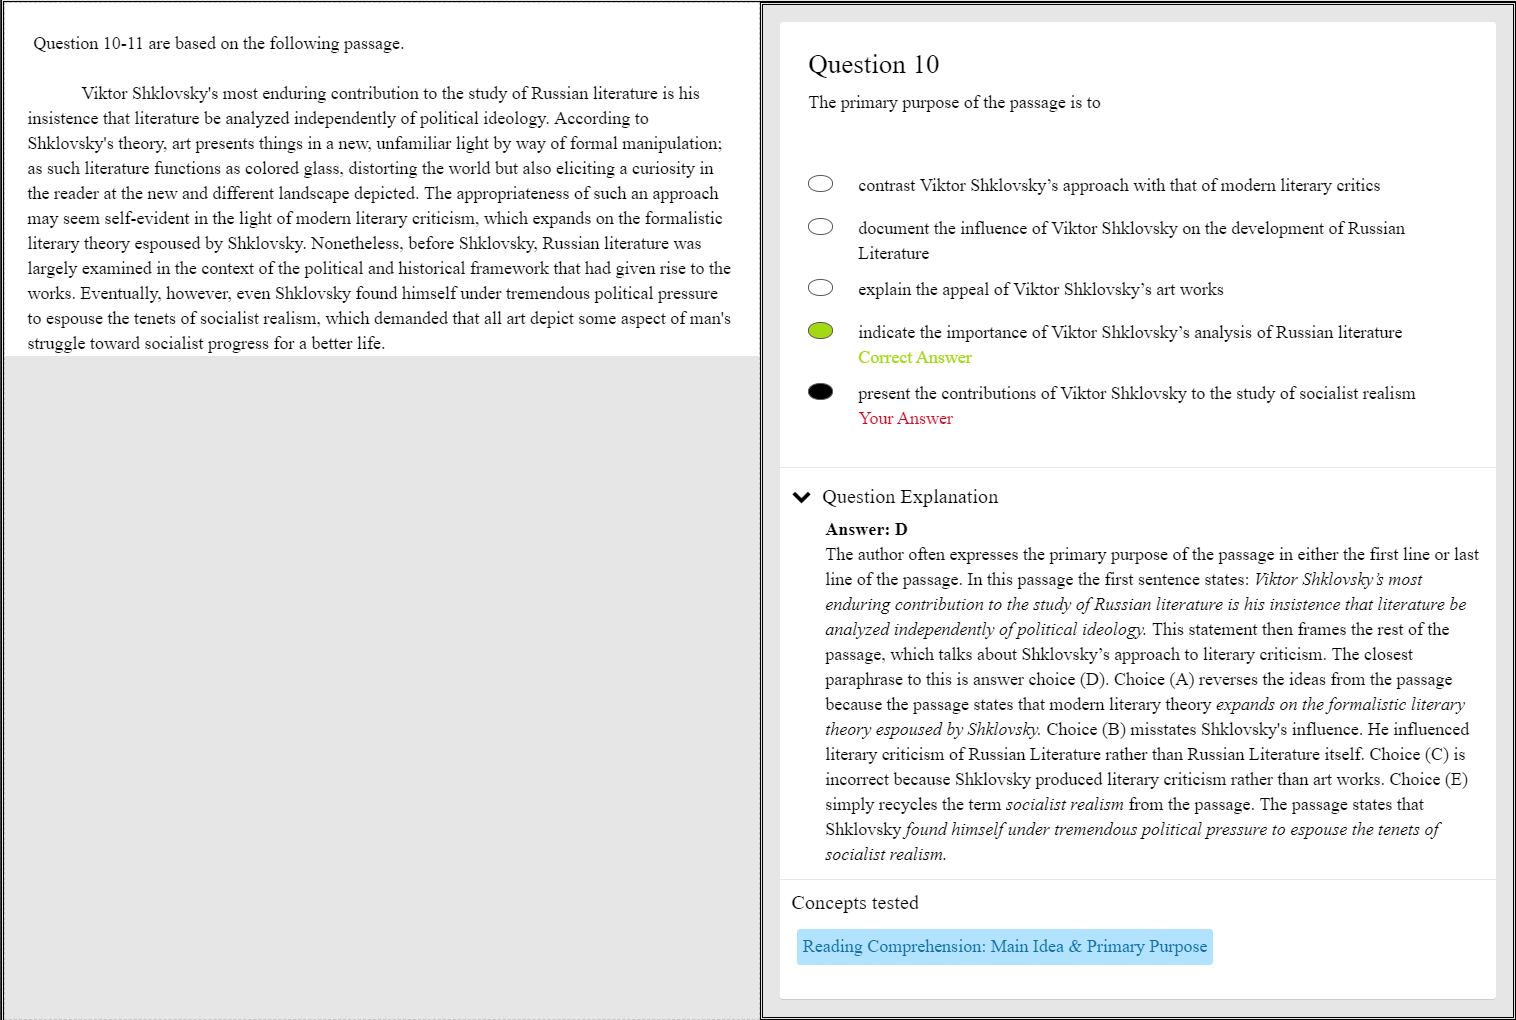 Question 10-11 are based on the following passage.
Viktor Shklovsky's most enduring contribution to the study of Russian literature is his
insistence that literature be analyzed independently of political ideology. According to
Shklovsky's theory, art presents things in a new, unfamiliar light by way of formal manipulation;
as such literature functions as colored glass, distorting the world but also eliciting a curiosity in
the reader at the new and different landscape depicted. The appropriateness of such an approach
may seem self-evident in the light of modern literary criticism, which expands on the formalistic
literary theory espoused by Shklovsky. Nonetheless, before Shklovsky, Russian literature was
largely examined in the context of the political and historical framework that had given rise to the
works. Eventually, however, even Shklovsky found himself under tremendous political pressure
to espouse the tenets of socialist realism, which demanded that all art depict some aspect of man's
struggle toward socialist progress for a better life.
Question 10
The primary purpose of the passage is to
contrast Viktor Shklovsky’s approach with that of modern literary critics
document the influence of Viktor Shklovsky on the development of Russian
Literature
explain the appeal of Viktor Shklovsky’s art works
indicate the importance of Viktor Shklovsky’s analysis of Russian literature
Correct Answer
present the contributions of Viktor Shklovsky to the study of socialist realism
Your Answer
Question Explanation
Answer: D
The author often expresses the primary purpose of the passage in either the first line or last
line of the passage. In this passage the first sentence states: Viktor Shklovsky’s most
enduring contribution to the study of Russian literature is his insistence that literature be
analyzed independently of political ideology. This statement then frames the rest of the
passage, which talks about Shklovsky’s approach to literary criticism. The closest
paraphrase to this is answer choice (D). Choice (A) reverses the ideas from the passage
because the passage states that modern literary theory expands on the formalistic literary
theory espoused by Shklovsky. Choice (B) misstates Shklovsky's influence. He influenced
literary criticism of Russian Literature rather than Russian Literature itself. Choice (C) is
incorrect because Shklovsky produced literary criticism rather than art works. Choice (E)
simply recycles the term socialist realism from the passage. The passage states that
Shklovsky found himself under tremendous political pressure to espouse the tenets of
socialist realism.
Concepts tested
Reading Comprehension: Main Idea & Primary Purpose